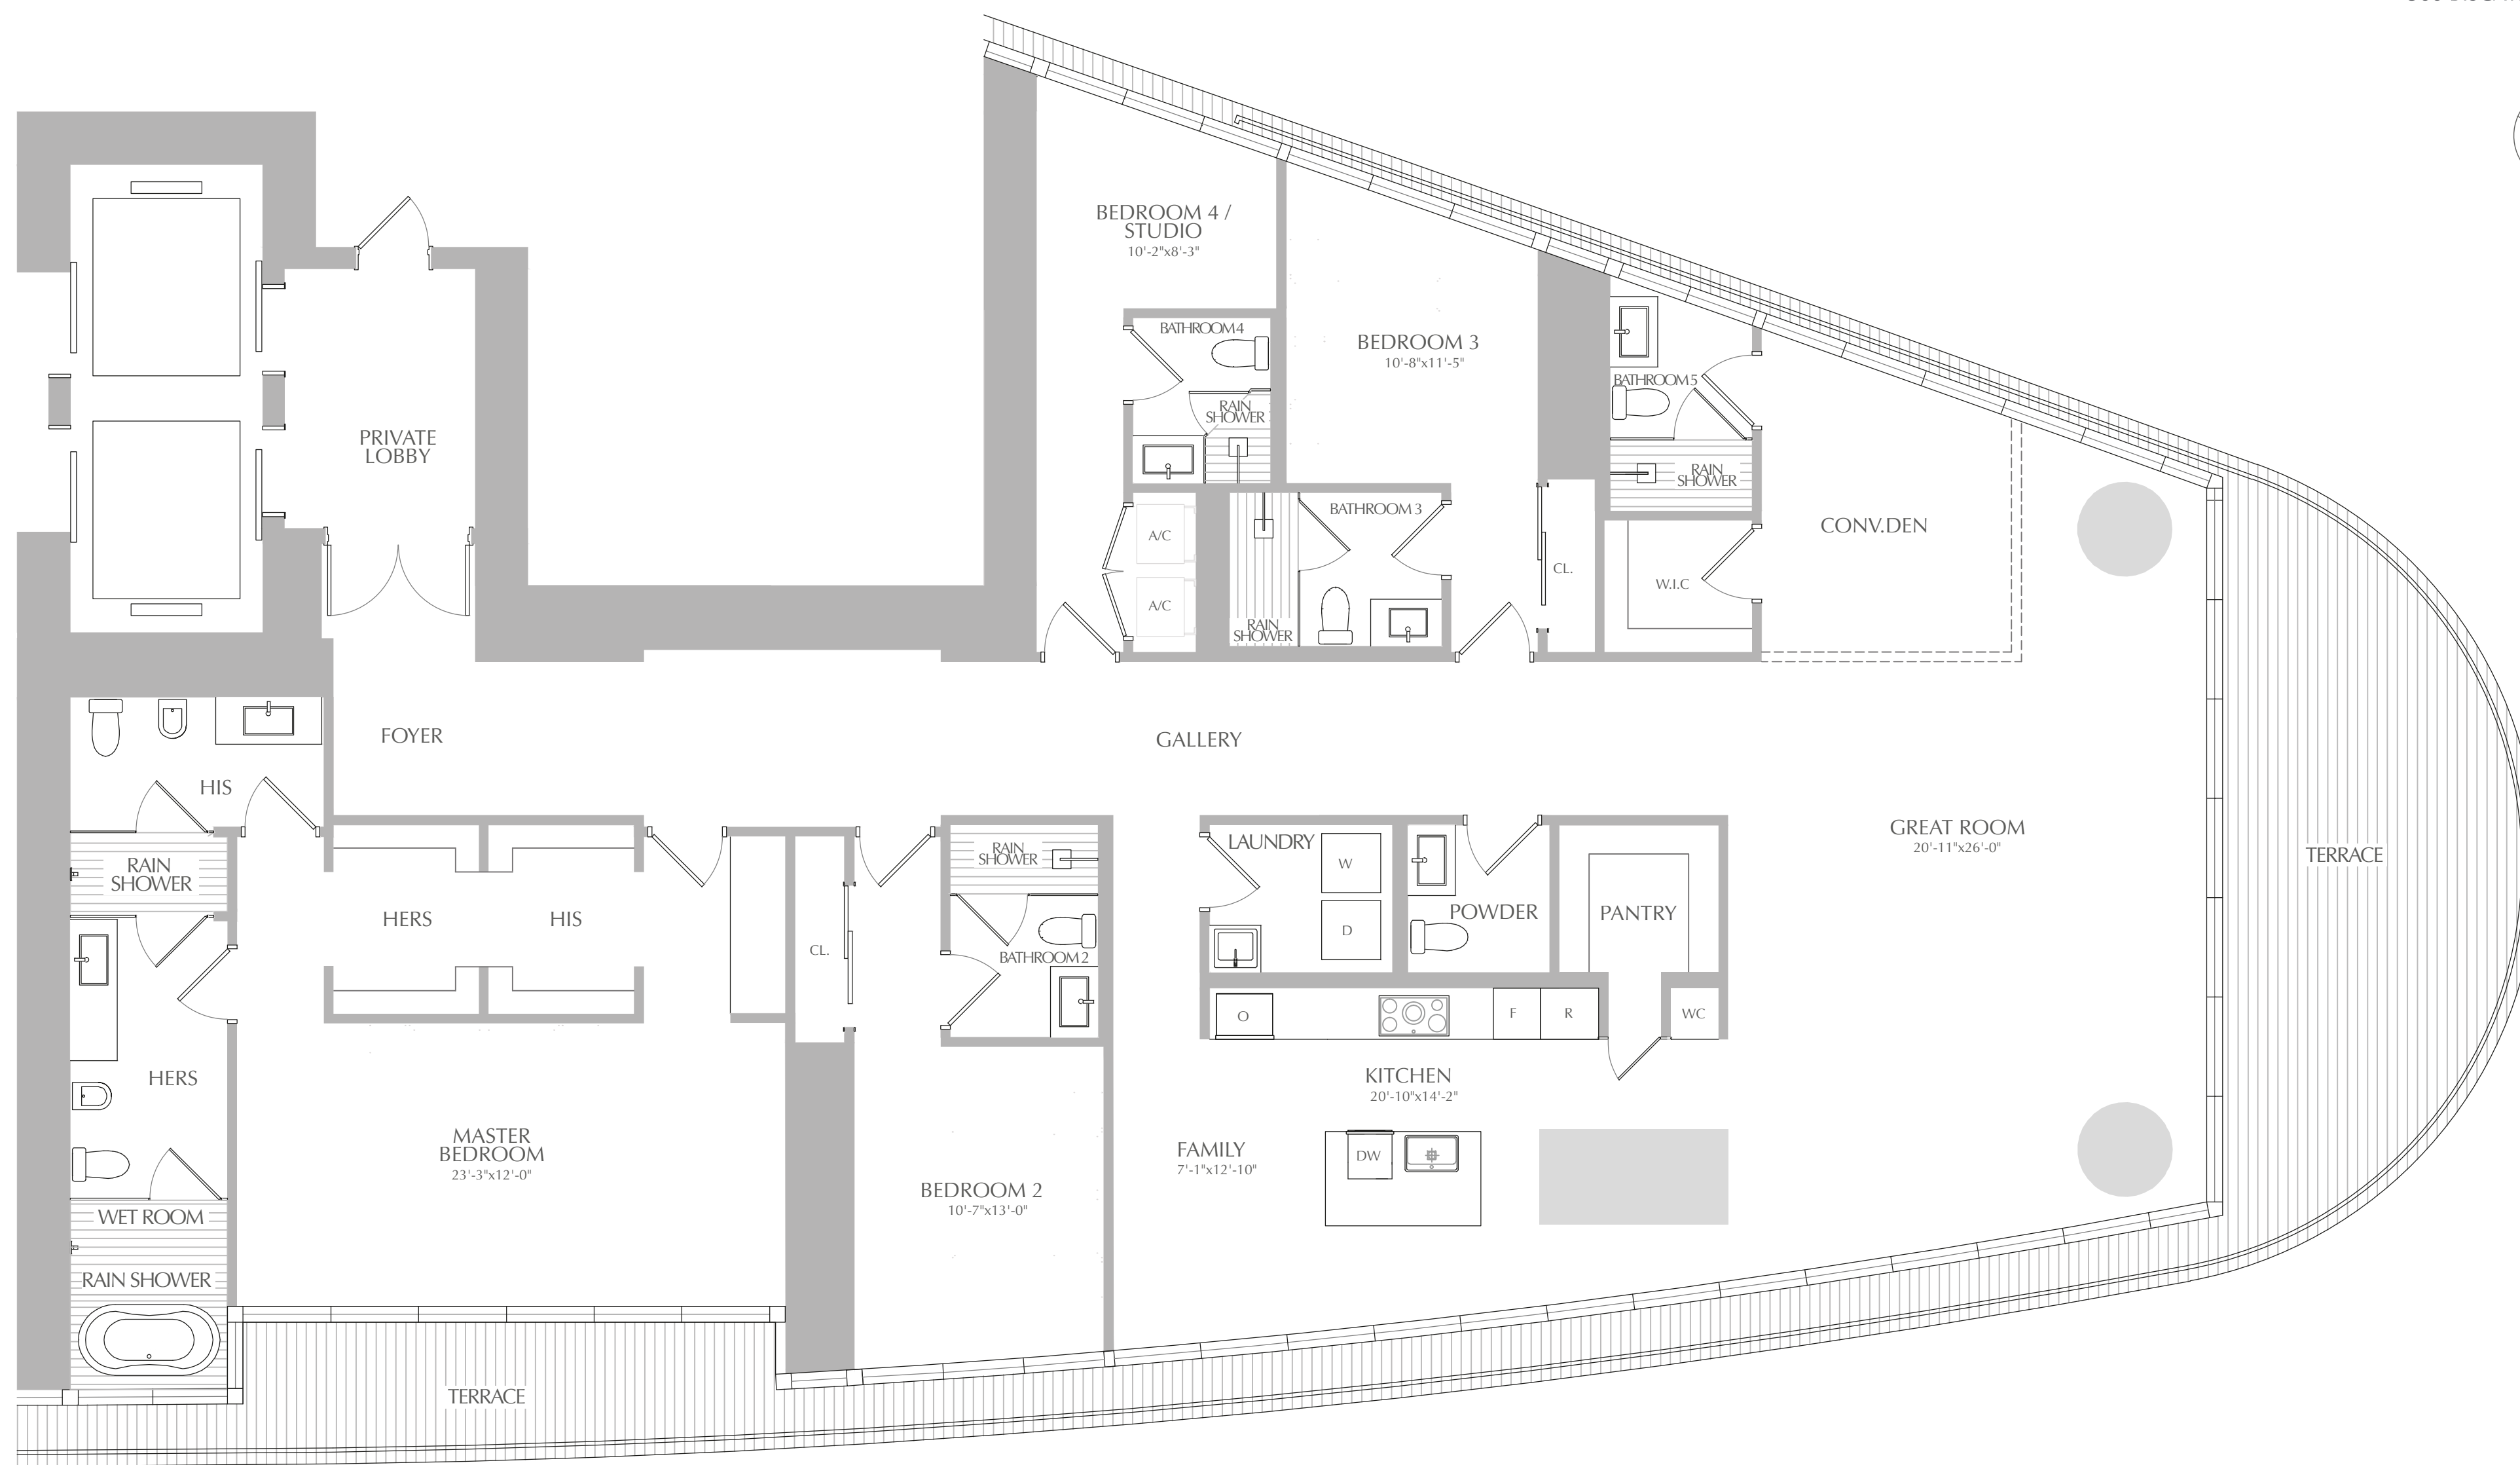 BEDROOM 4 /
STUDIO
10'-2"x8'-3"
BATHROOM 4
RAIN
SHOWER
BEDROOM 3
10'-8"x11'-5"
BATHROOM 5
RAIN
SHOWER
PRIVATE
LOBBY
A/C
A/C
BATHROOM 3
RAIN
SHOWER
CL.
W.I.C
CONV.DEN
FOYER
GALLERY
HIS
RAIN
SHOWER
HERS
HIS
CL.
RAIN
SHOWER
BATHROOM 2
LAUNDRY
W
D
POWDER
PANTRY
GREAT ROOM
20'-11"x26'-0"
TERRACE
O
F
R
WC
HERS
MASTER
BEDROOM
23'-3"x12'-0"
KITCHEN
20'-10"x14'-2"
FAMILY
7'-1"x12'-10"
DW
BEDROOM 2
10'-7"x13'-0"
WET ROOM
RAIN SHOWER
TERRACE